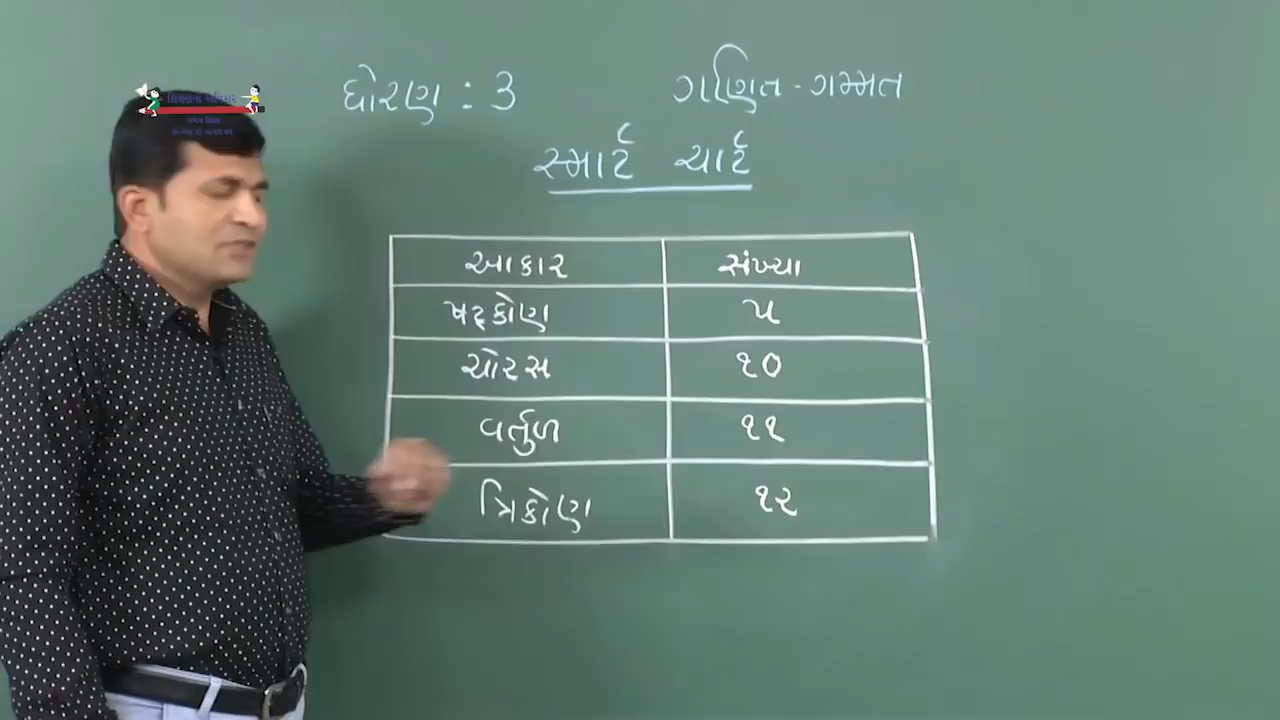 ધોરણ : 3 ગણિત - ગમ્મત
સ્માર્ટ ચાર્ટ
આકાર સંખ્યા
ષટ્કોણ ૫
ચોરસ ૧૦
વર્તુળ ૧૧
ત્રિકોણ ૧૨